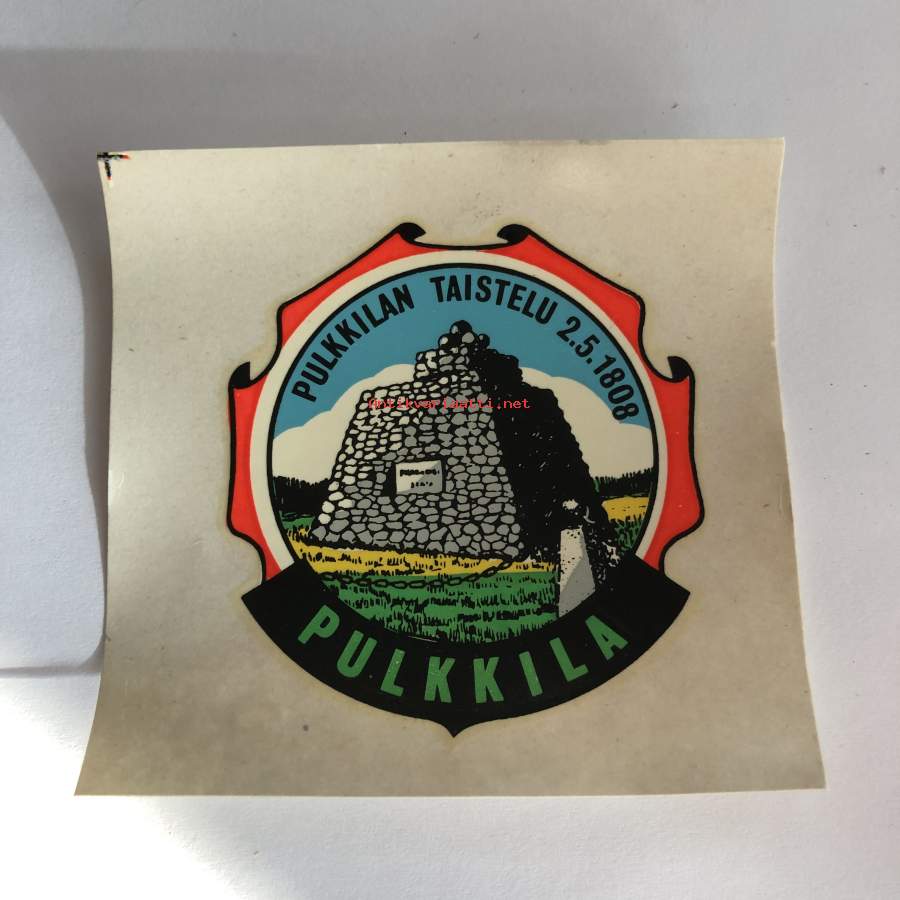 PULKKILAN TAISTELU 2.5.1808
Antikvariaatti.net
PULKKILA